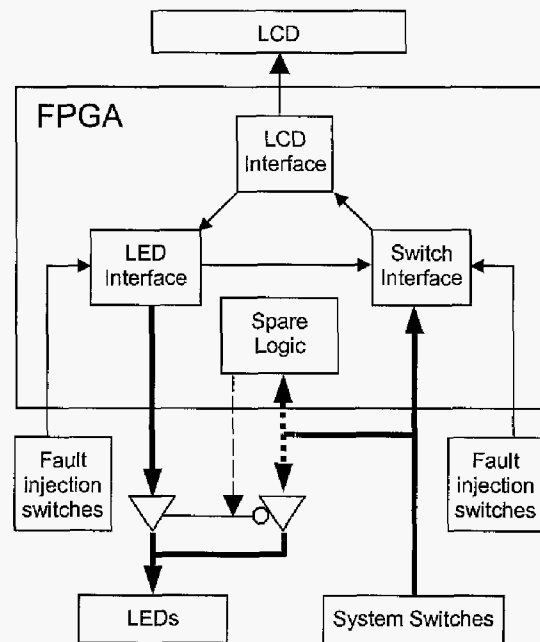 LCD
FPGA
LCD
Interface
LED
Interface
Switch
Interface
Spare
Logic
Fault
injection
switches
Fault
injection
switches
LEDs
System Switches